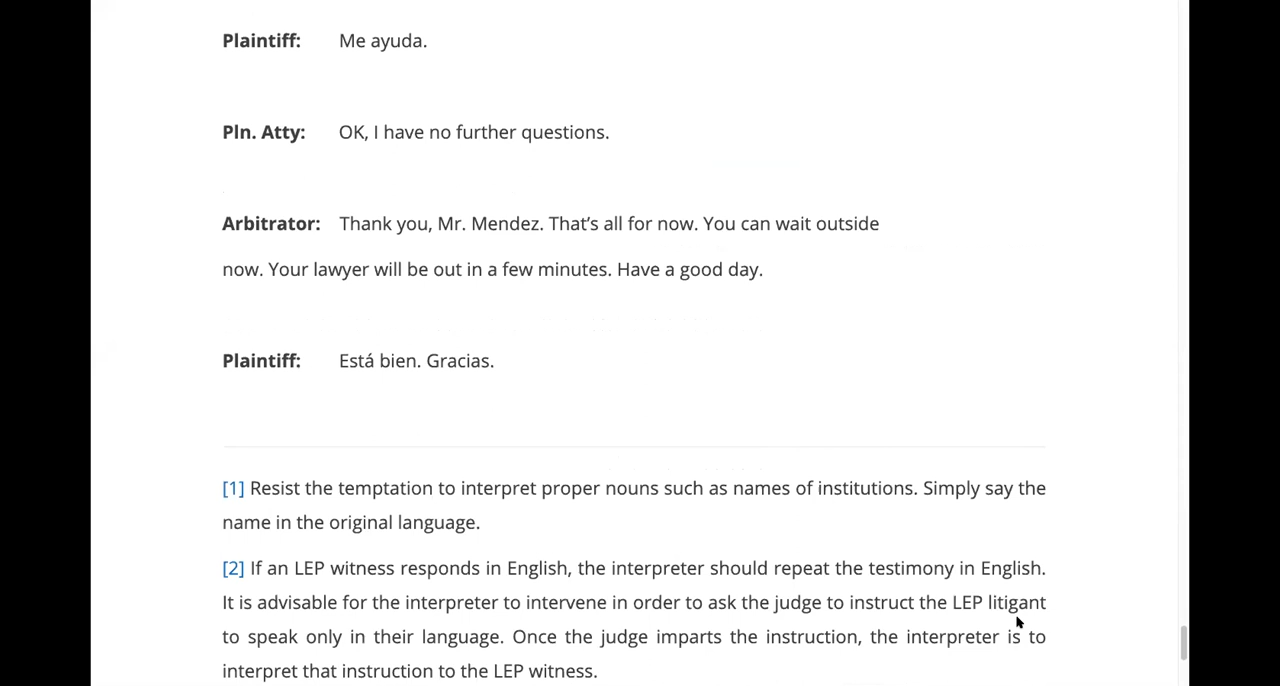 Plaintiff: Me ayuda.
Pln. Atty: OK, I have no further questions.
Arbitrator: Thank you, Mr. Mendez. That’s all for now. You can wait outside
now. Your lawyer will be out in a few minutes. Have a good day.
Plaintiff: Está bien. Gracias.
[1] Resist the temptation to interpret proper nouns such as names of institutions. Simply say the
name in the original language.
[2] If an LEP witness responds in English, the interpreter should repeat the testimony in English.
It is advisable for the interpreter to intervene in order to ask the judge to instruct the LEP litigant
to speak only in their language. Once the judge imparts the instruction, the interpreter is to
interpret that instruction to the LEP witness.